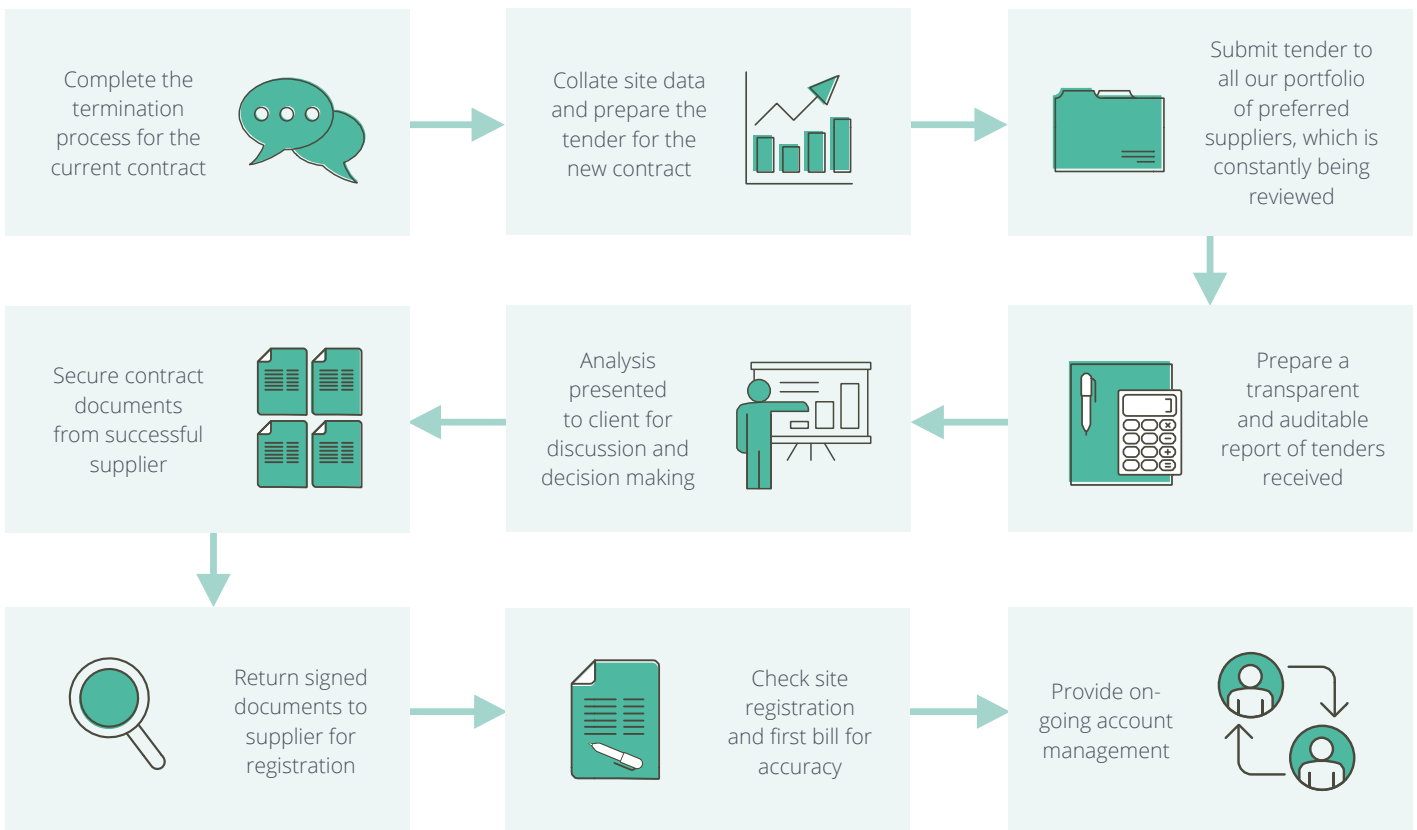 Complete the
termination
process for the
current contract
Collate site data
and prepare the
tender for the
new contract
Submit tender to
all our portfolio
of preferred
suppliers, which is
constantly being
reviewed
Prepare a
transparent
and auditable
report of tenders
received
Analysis
presented
to client for
discussion and
decision making
Secure contract
documents
from successful
supplier
Return signed
documents to
supplier for
registration
Check site
registration
and first bill for
accuracy
Provide on-
going account
management